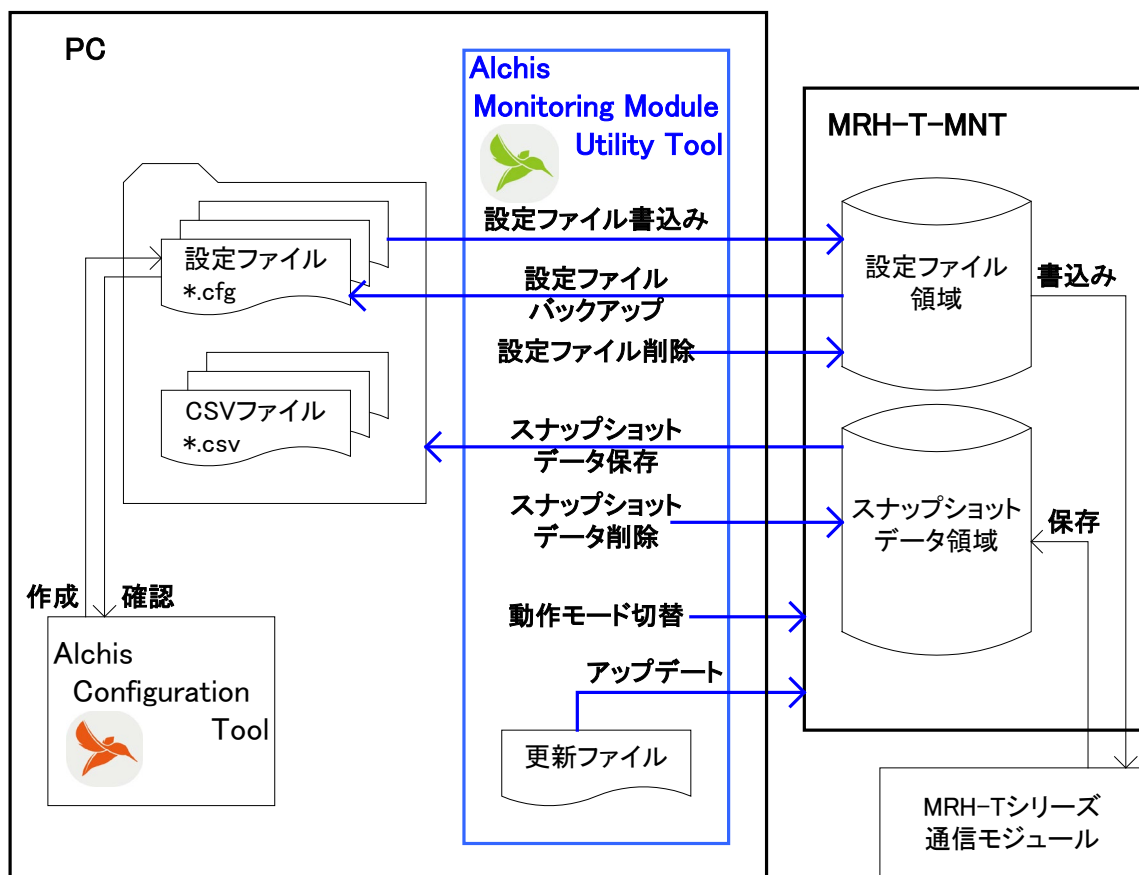 PC
Alchis
Monitoring Module
Utility Tool
MRH-T-MNT
設定ファイル書込み
設定ファイル
*.cfg
設定ファイル
バックアップ
設定ファイル
領域
書込み
設定ファイル削除
CSVファイル
*.csv
スナップショット
データ保存
スナップショット
データ削除
スナップショット
データ領域
保存
作成
確認
動作モード切替
アップデート
Alchis
Configuration
Tool
更新ファイル
MRH-Tシリーズ
通信モジュール